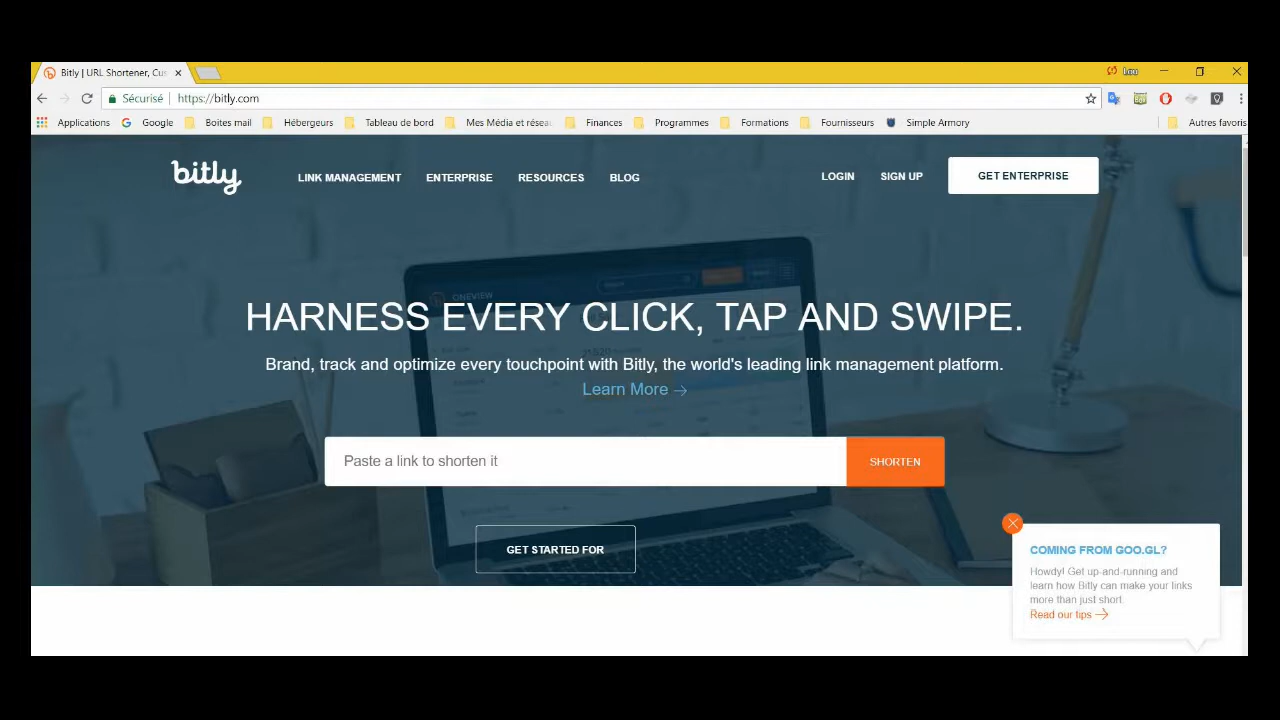 Bitly | URL Shortener, Cus
Lou
Sécurisé
https://bitly.com
Applications
Google
Boites mail
Hébergeurs
Tableau de bord
Mes Média et réseau
Finances
Programmes
Formations
Fournisseurs
Simple Armory
Autres favoris
bitly
LINK MANAGEMENT
ENTERPRISE
RESOURCES
BLOG
LOGIN
SIGN UP
GET ENTERPRISE
ONEVIEW
HARNESS EVERY CLICK, TAP AND SWIPE.
Brand, track and optimize every touchpoint with Bitly, the world's leading link management platform.
Learn More →
Paste a link to shorten it
SHORTEN
GET STARTED FOR
COMING FROM GOO.GL?
Howdy! Get up-and-running and
learn how Bitly can make your links
more than just short.
Read our tips →